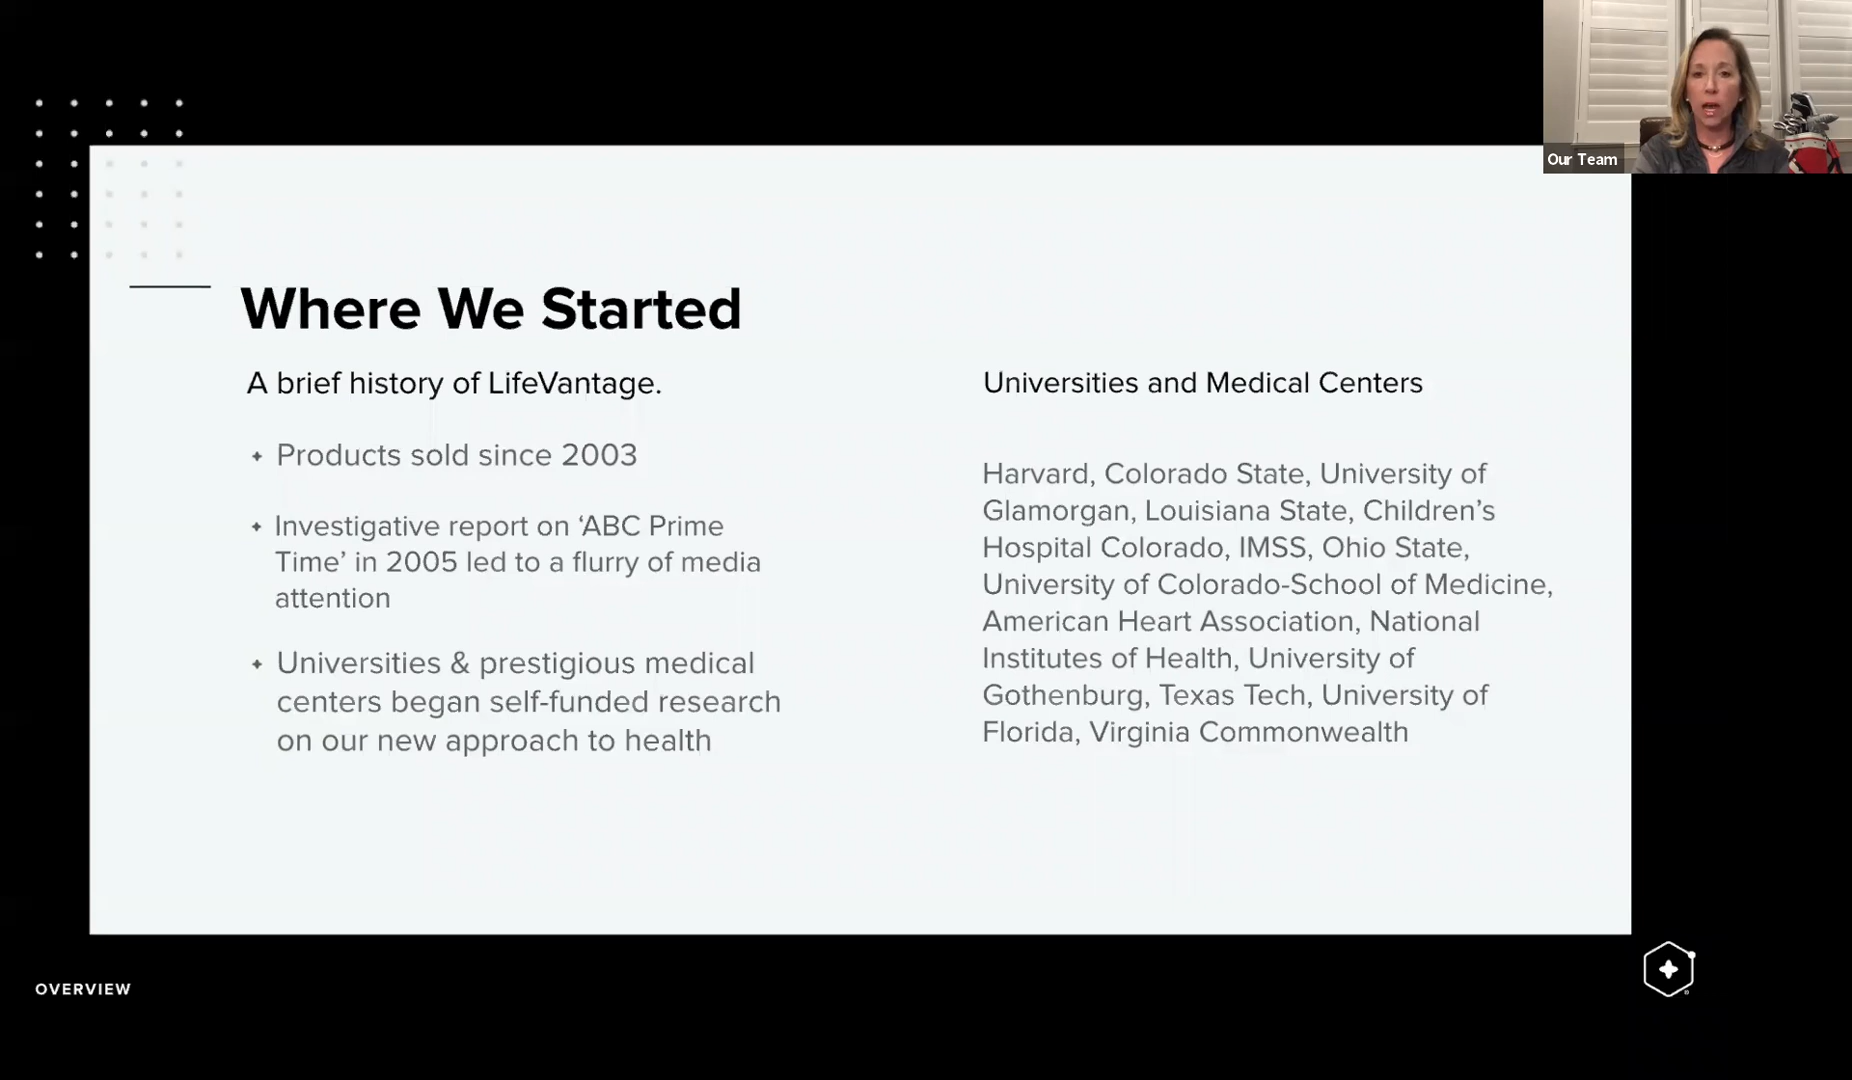 Our Team
Where We Started
A brief history of LifeVantage.
Products sold since 2003
Investigative report on ‘ABC Prime
Time’ in 2005 led to a flurry of media
attention
Universities & prestigious medical
centers began self-funded research
on our new approach to health
Universities and Medical Centers
Harvard, Colorado State, University of
Glamorgan, Louisiana State, Children’s
Hospital Colorado, IMSS, Ohio State,
University of Colorado-School of Medicine,
American Heart Association, National
Institutes of Health, University of
Gothenburg, Texas Tech, University of
Florida, Virginia Commonwealth
OVERVIEW